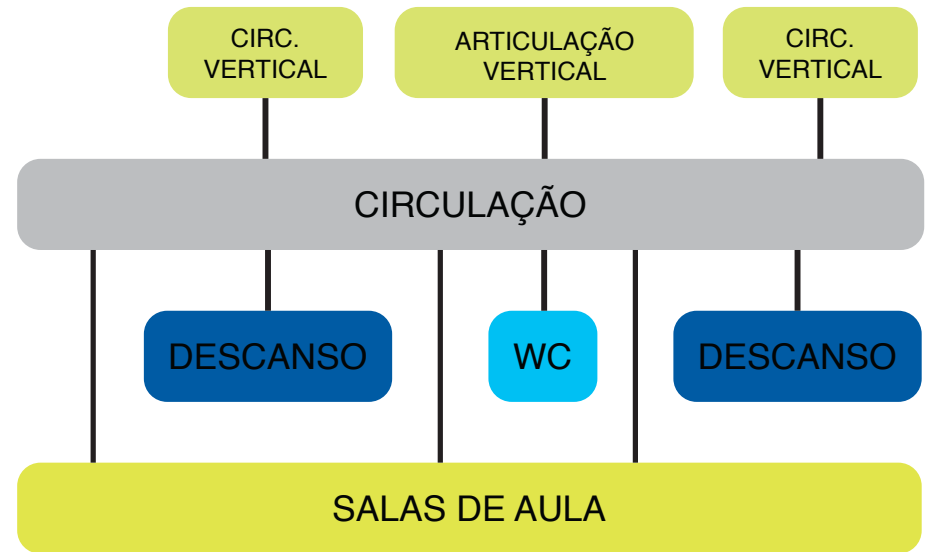 CIRC.
VERTICAL
ARTICULAÇÃO
VERTICAL
CIRC.
VERTICAL
CIRCULAÇÃO
DESCANSO
WC
DESCANSO
SALAS DE AULA